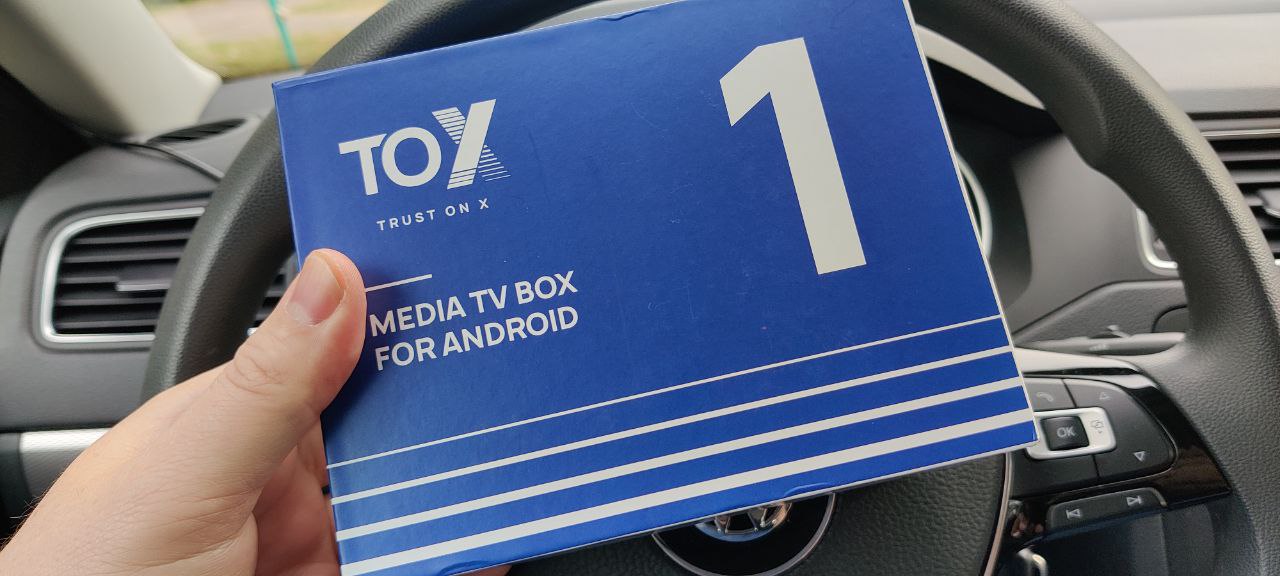 TOX
TRUST ON X
1
MEDIA TV BOX
FOR ANDROID
OK